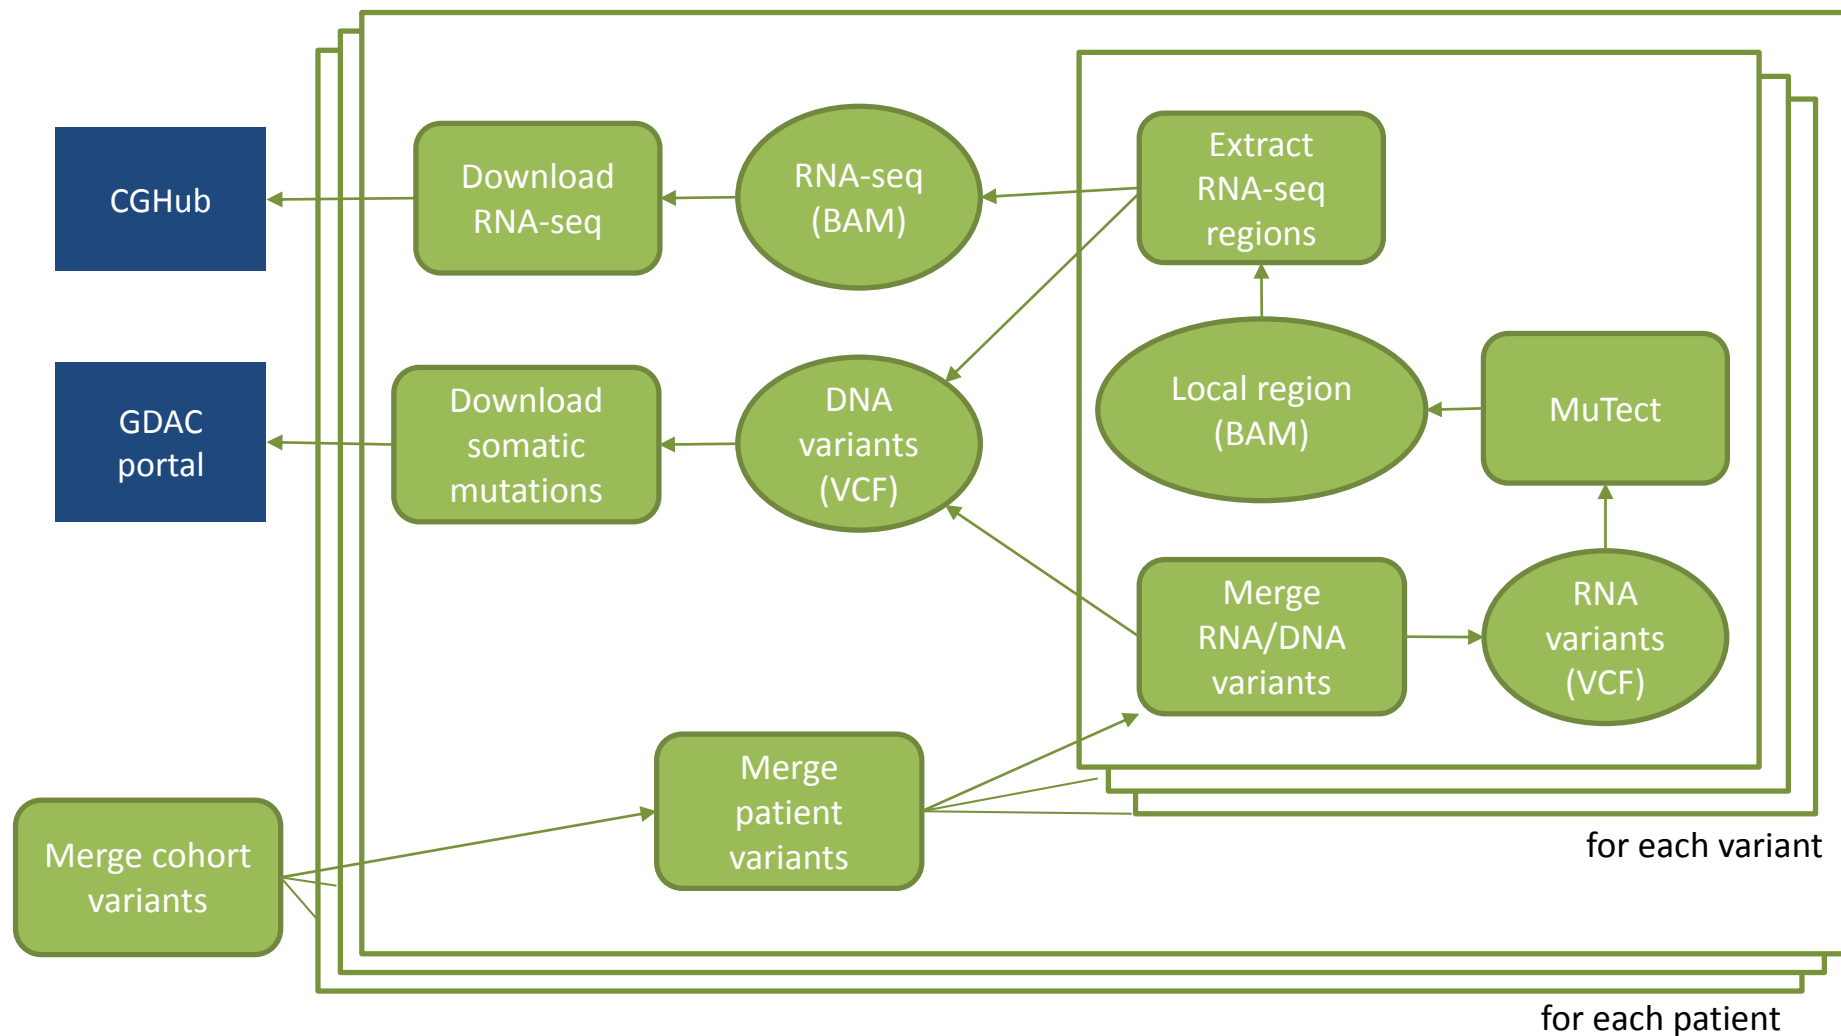 CGHub
Download
RNA-seq
RNA-seq
(BAM)
Extract
RNA-seq
regions
GDAC
portal
Download
somatic
mutations
DNA
variants
(VCF)
Local region
(BAM)
MuTect
Merge
RNA/DNA
variants
RNA
variants
(VCF)
Merge
patient
variants
Merge cohort
variants
for each variant
for each patient